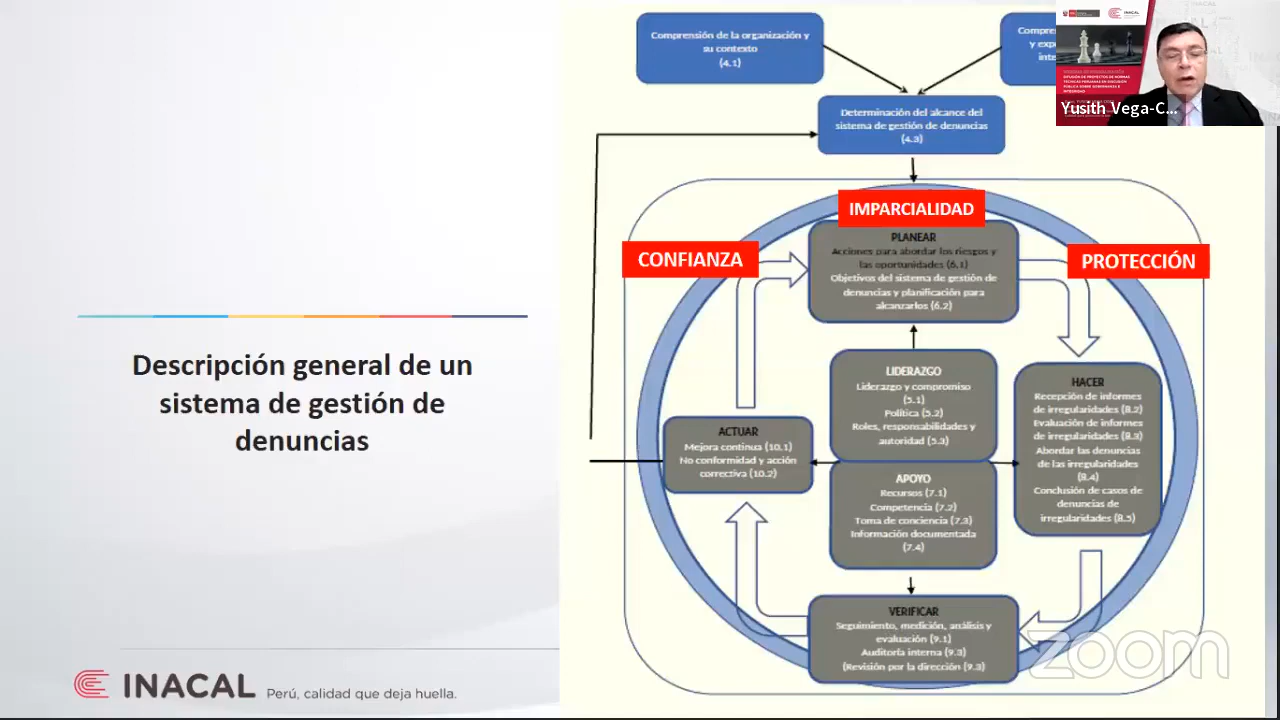 Descripción general de un
sistema de gestión de
denuncias
INACAL Perú, calidad que deja huella.
Comprensión de la organización y
su contexto
(4.1)
Determinación del alcance del
sistema de gestión de denuncias
(4.3)
IMPARCIALIDAD
CONFIANZA
PROTECCIÓN
PLANEAR
Acciones para abordar los riesgos y
las oportunidades (6.1)
Objetivos del sistema de gestión de
denuncias y planificación para
alcanzarlos (6.2)
LIDERAZGO
Liderazgo y compromiso
(5.1)
Política (5.2)
Roles, responsabilidades y
autoridad (5.3)
HACER
Recepción de informes
de irregularidades (8.2)
Evaluación de informes
de irregularidades (8.3)
Abordar las denuncias
de las irregularidades
(8.4)
Conclusión de casos de
denuncias de
irregularidades (8.5)
ACTUAR
Mejora continua (10.1)
No conformidad y acción
correctiva (10.2)
APOYO
Recursos (7.1)
Competencia (7.2)
Toma de conciencia (7.3)
Información documentada
(7.4)
VERIFICAR
Seguimiento, medición, análisis y
evaluación (9.1)
Auditoría interna (9.3)
(Revisión por la dirección (9.3)
INACAL
Yusith Vega-C...
zoom